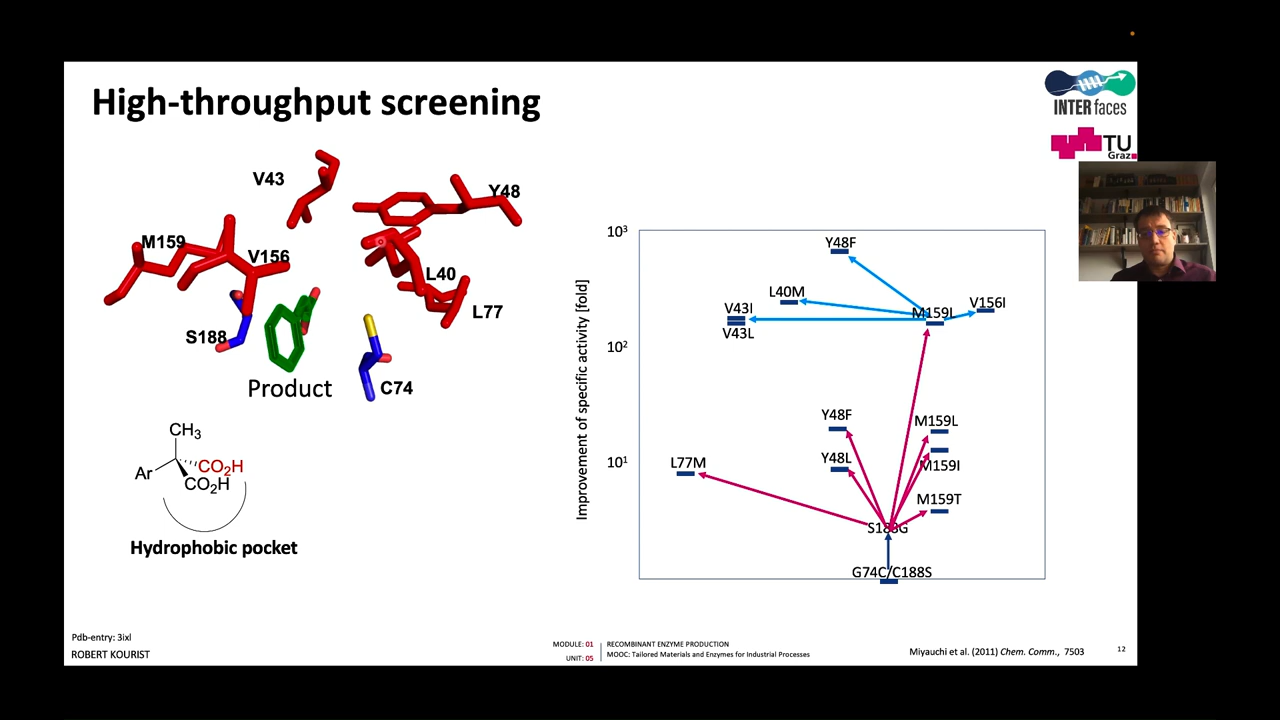 High-throughput screening
INTERfaces
TU
Graz
V43
Y48
M159
V156
L40
L77
S188
Product
C74
CH3
Ar
CO2H
CO2H
Hydrophobic pocket
Improvement of specific activity [fold]
10³
10²
10¹
Y48F
L40M
V43I
V43L
M159L
V156I
Y48F
M159L
Y48L
M159I
L77M
M159T
S188G
G74C/C188S
Pdb-entry: 3ixl
ROBERT KOURIST
MODULE: 01
UNIT: 05
RECOMBINANT ENZYME PRODUCTION
MOOC: Tailored Materials and Enzymes for Industrial Processes
Miyauchi et al. (2011) Chem. Comm., 7503
12